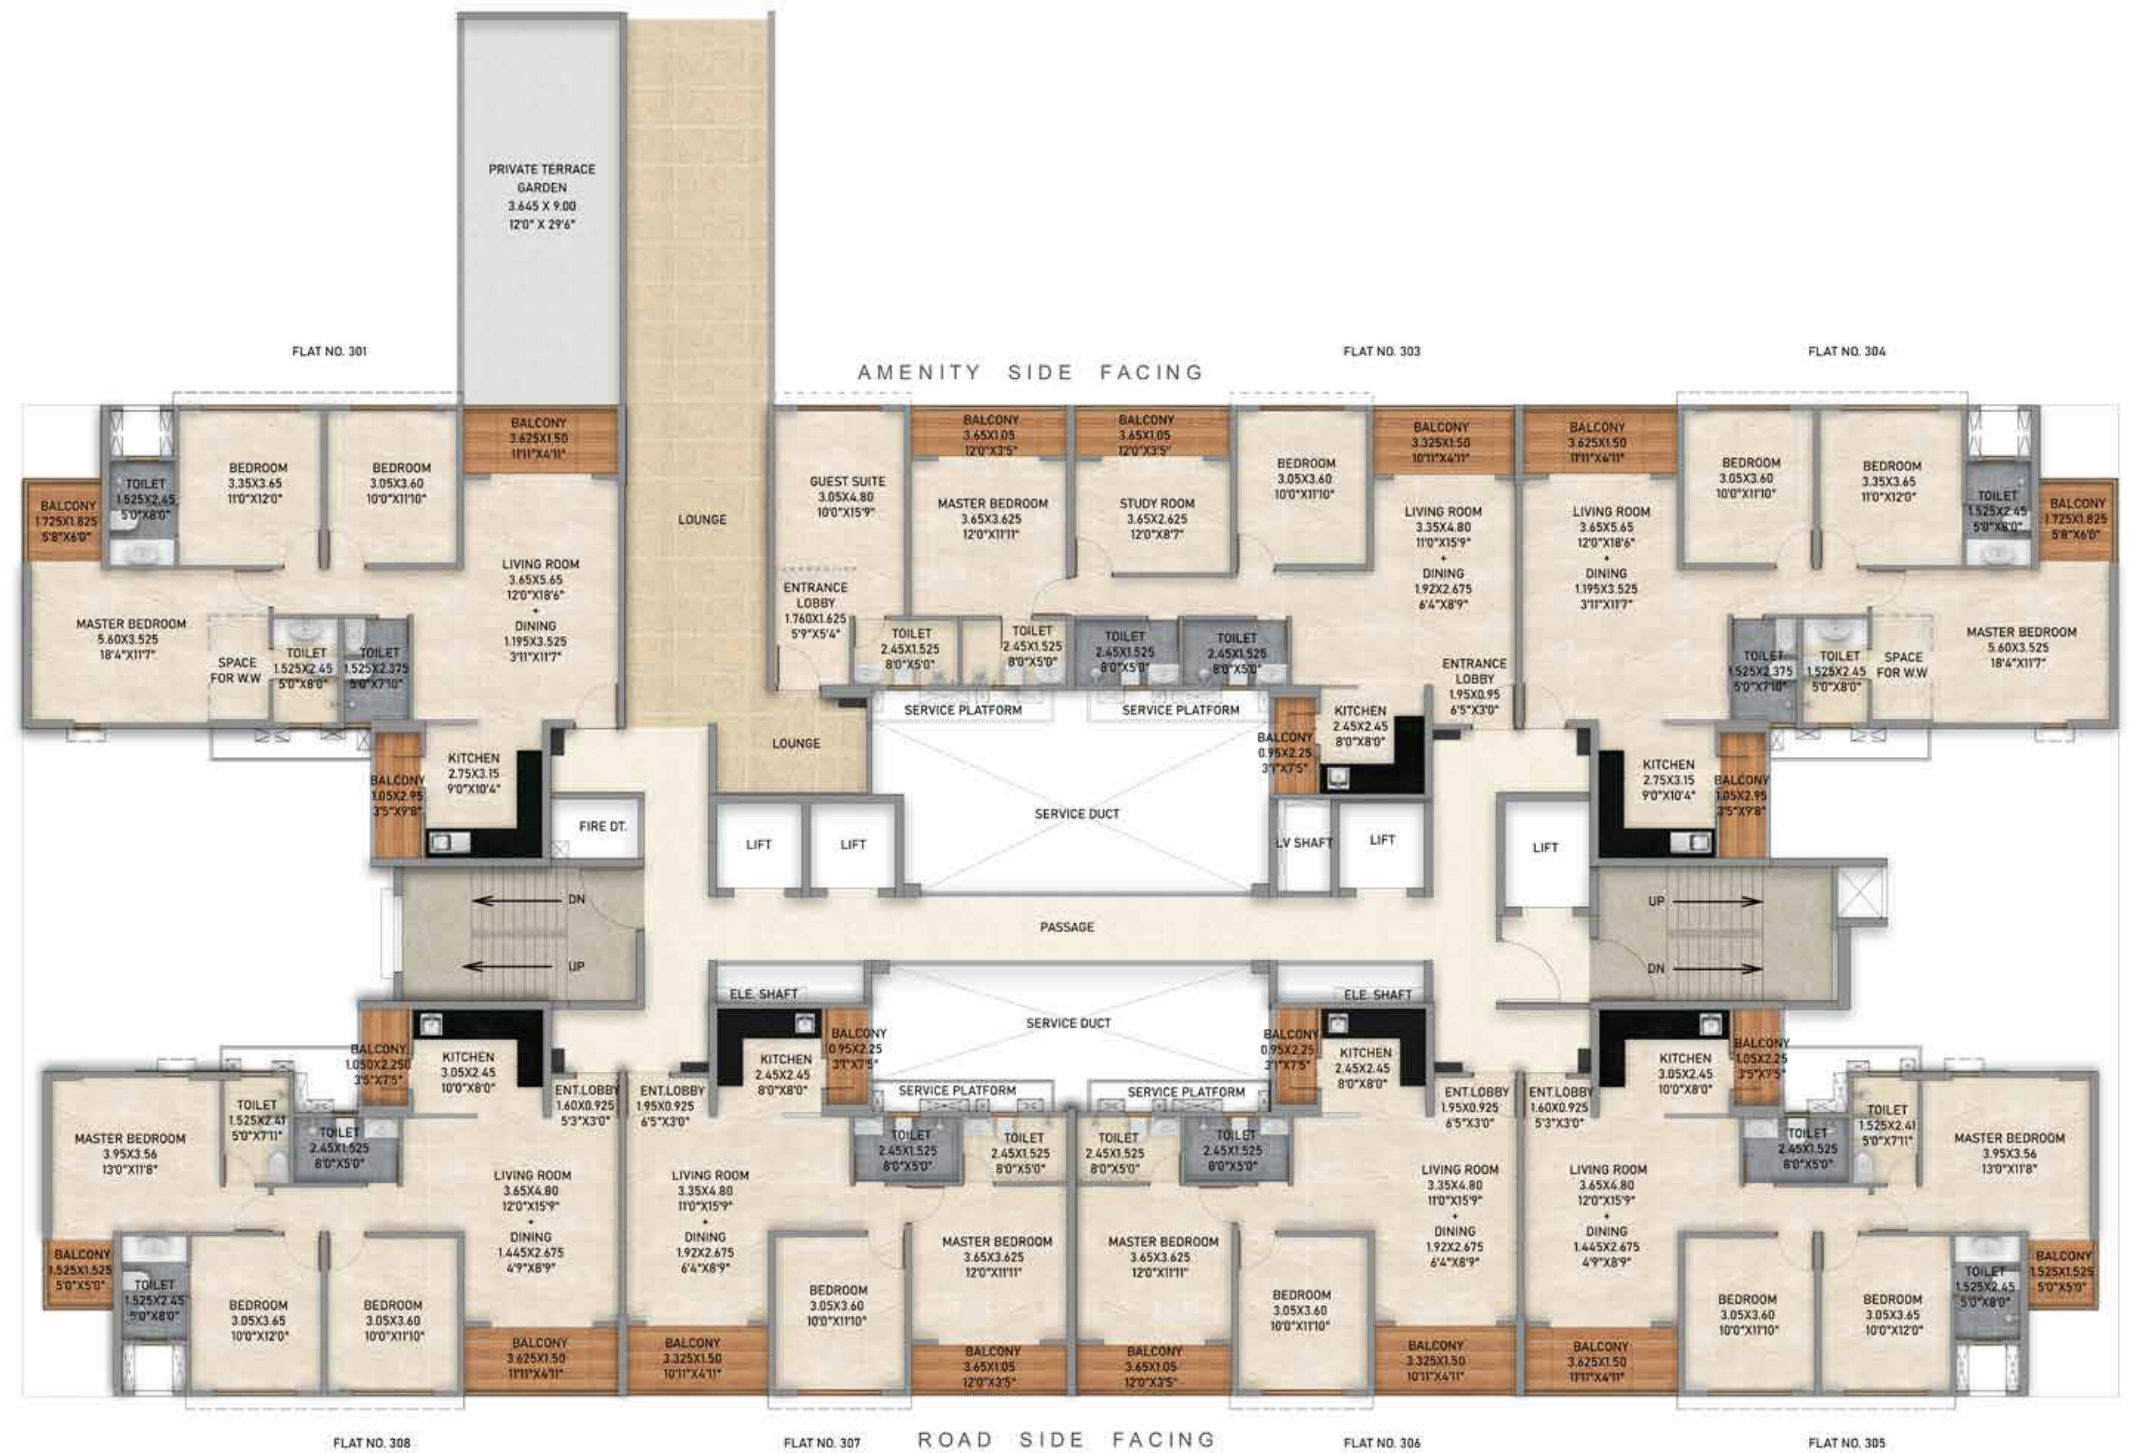 PRIVATE TERRACE
GARDEN
3.645 X 9.00
12'0" X 29'6"
FLAT NO. 301
FLAT NO. 303
FLAT NO. 304
AMENITY SIDE FACING
BALCONY
1.725X1.825
5'8"X6'0"
TOILET
1.525X2.45
5'0"X8'0"
BEDROOM
3.35X3.65
11'0"X12'0"
BEDROOM
3.05X3.60
10'0"X11'10"
BALCONY
3.625X1.50
11'11"X4'11"
MASTER BEDROOM
5.60X3.525
18'4"X11'7"
SPACE
FOR W.W
TOILET
1.525X2.45
5'0"X8'0"
TOILET
1.525X2.375
5'0"X7'10"
LIVING ROOM
3.65X5.65
12'0"X18'6"
+
DINING
1.195X3.525
3'11"X11'7"
BALCONY
1.05X2.95
3'5"X9'8"
KITCHEN
2.75X3.15
9'0"X10'4"
LOUNGE
LOUNGE
GUEST SUITE
3.05X4.80
10'0"X15'9"
ENTRANCE
LOBBY
1.760X1.625
5'9"X5'4"
TOILET
2.45X1.525
8'0"X5'0"
BALCONY
3.65X1.05
12'0"X3'5"
MASTER BEDROOM
3.65X3.625
12'0"X11'11"
TOILET
2.45X1.525
8'0"X5'0"
BALCONY
3.65X1.05
12'0"X3'5"
STUDY ROOM
3.65X2.625
12'0"X8'7"
TOILET
2.45X1.525
8'0"X5'0"
TOILET
2.45X1.525
8'0"X5'0"
BEDROOM
3.05X3.60
10'0"X11'10"
BALCONY
3.325X1.50
10'11"X4'11"
LIVING ROOM
3.35X4.80
11'0"X15'9"
+
DINING
1.92X2.675
6'4"X8'9"
ENTRANCE
LOBBY
1.95X0.95
6'5"X3'0"
KITCHEN
2.45X2.45
8'0"X8'0"
BALCONY
0.95X2.25
3'1"X7'5"
SERVICE PLATFORM
SERVICE PLATFORM
SERVICE DUCT
BALCONY
3.625X1.50
11'11"X4'11"
LIVING ROOM
3.65X5.65
12'0"X18'6"
+
DINING
1.195X3.525
3'11"X11'7"
BEDROOM
3.05X3.60
10'0"X11'10"
BEDROOM
3.35X3.65
11'0"X12'0"
TOILET
1.525X2.45
5'0"X8'0"
BALCONY
1.725X1.825
5'8"X6'0"
TOILET
1.525X2.375
5'0"X7'10"
TOILET
1.525X2.45
5'0"X8'0"
SPACE
FOR W.W
MASTER BEDROOM
5.60X3.525
18'4"X11'7"
KITCHEN
2.75X3.15
9'0"X10'4"
BALCONY
1.05X2.95
3'5"X9'8"
FIRE DT.
LIFT
LIFT
LV SHAFT
LIFT
LIFT
DN
UP
PASSAGE
UP
DN
ELE. SHAFT
SERVICE DUCT
ELE. SHAFT
SERVICE PLATFORM
SERVICE PLATFORM
BALCONY
1.050X2.250
3'5"X7'5"
KITCHEN
3.05X2.45
10'0"X8'0"
ENT.LOBBY
1.60X0.925
5'3"X3'0"
MASTER BEDROOM
3.95X3.56
13'0"X11'8"
TOILET
1.525X2.41
5'0"X7'11"
TOILET
2.45X1.525
8'0"X5'0"
LIVING ROOM
3.65X4.80
12'0"X15'9"
+
DINING
1.445X2.675
4'9"X8'9"
BALCONY
1.525X1.525
5'0"X5'0"
TOILET
1.525X2.45
5'0"X8'0"
BEDROOM
3.05X3.65
10'0"X12'0"
BEDROOM
3.05X3.60
10'0"X11'10"
BALCONY
3.625X1.50
11'11"X4'11"
ENT.LOBBY
1.95X0.925
6'5"X3'0"
KITCHEN
2.45X2.45
8'0"X8'0"
BALCONY
0.95X2.25
3'1"X7'5"
LIVING ROOM
3.35X4.80
11'0"X15'9"
+
DINING
1.92X2.675
6'4"X8'9"
TOILET
2.45X1.525
8'0"X5'0"
TOILET
2.45X1.525
8'0"X5'0"
BEDROOM
3.05X3.60
10'0"X11'10"
MASTER BEDROOM
3.65X3.625
12'0"X11'11"
BALCONY
3.325X1.50
10'11"X4'11"
BALCONY
3.65X1.05
12'0"X3'5"
BALCONY
0.95X2.25
3'1"X7'5"
KITCHEN
2.45X2.45
8'0"X8'0"
ENT.LOBBY
1.95X0.925
6'5"X3'0"
TOILET
2.45X1.525
8'0"X5'0"
TOILET
2.45X1.525
8'0"X5'0"
LIVING ROOM
3.35X4.80
11'0"X15'9"
+
DINING
1.92X2.675
6'4"X8'9"
MASTER BEDROOM
3.65X3.625
12'0"X11'11"
BEDROOM
3.05X3.60
10'0"X11'10"
BALCONY
3.65X1.05
12'0"X3'5"
BALCONY
3.325X1.50
10'11"X4'11"
ENT.LOBBY
1.60X0.925
5'3"X3'0"
KITCHEN
3.05X2.45
10'0"X8'0"
BALCONY
1.05X2.25
3'5"X7'5"
LIVING ROOM
3.65X4.80
12'0"X15'9"
+
DINING
1.445X2.675
4'9"X8'9"
TOILET
2.45X1.525
8'0"X5'0"
TOILET
1.525X2.41
5'0"X7'11"
MASTER BEDROOM
3.95X3.56
13'0"X11'8"
BALCONY
3.625X1.50
11'11"X4'11"
BEDROOM
3.05X3.60
10'0"X11'10"
BEDROOM
3.05X3.65
10'0"X12'0"
TOILET
1.525X2.45
5'0"X8'0"
BALCONY
1.525X1.525
5'0"X5'0"
FLAT NO. 308
FLAT NO. 307
ROAD SIDE FACING
FLAT NO. 306
FLAT NO. 305